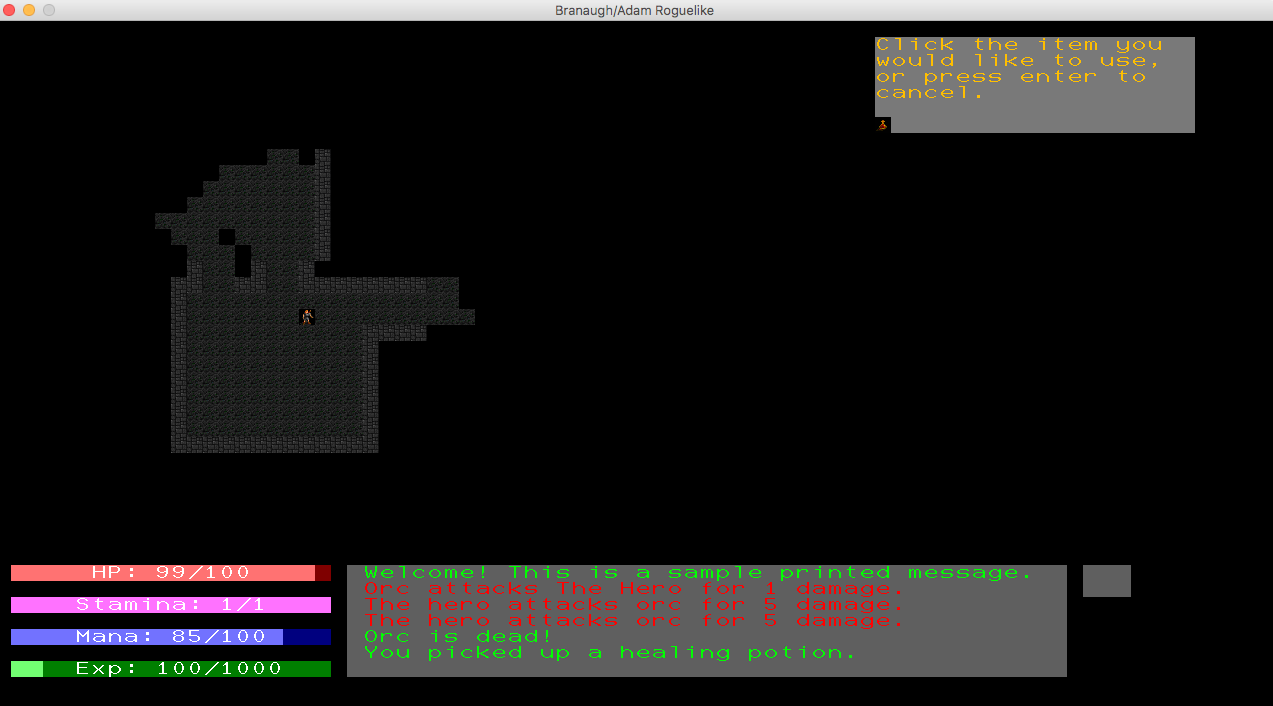 Branaugh/Adam Roguelike
Click the item you
would like to use,
or press enter to
cancel.
HP: 99/100
Stamina: 1/1
Mana: 85/100
Exp: 100/1000
Welcome! This is a sample printed message.
Orc attacks The Hero for 1 damage.
The hero attacks orc for 5 damage.
The hero attacks orc for 5 damage.
Orc is dead!
You picked up a healing potion.